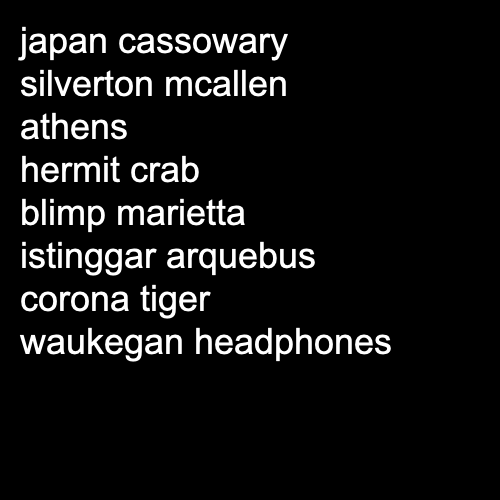 japan cassowary
silverton mcallen
athens
hermit crab
blimp marietta
istinggar arquebus
corona tiger
waukegan headphones